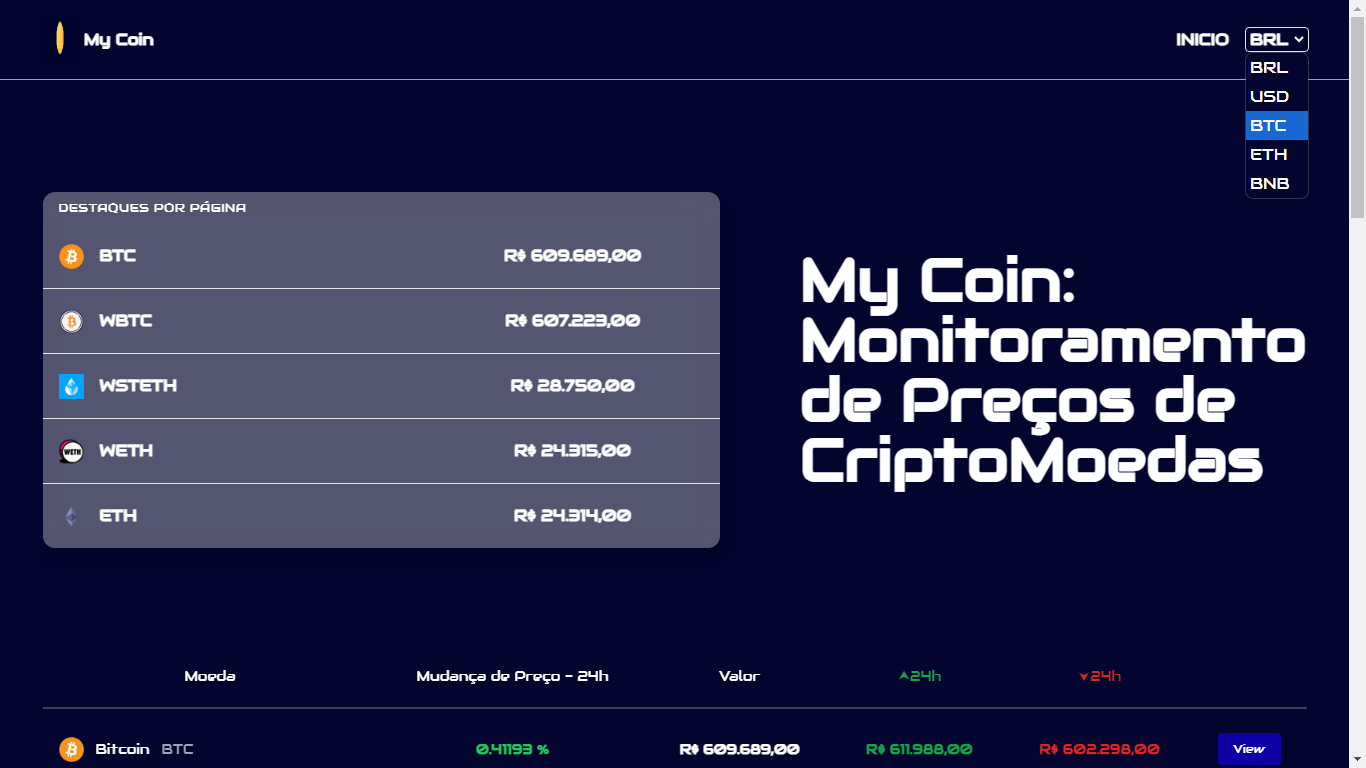 My Coin
INICIO
BRL
BRL
USD
BTC
ETH
BNB
DESTAQUES POR PÁGINA
BTC R$ 609.689,00
WBTC R$ 607.223,00
WSTETH R$ 28.750,00
WETH WETH R$ 24.315,00
ETH R$ 24.314,00
My Coin:
Monitoramento
de Preços de
CriptoMoedas
Moeda Mudança de Preço - 24h Valor 24h 24h
Bitcoin BTC 0.41193 % R$ 609.689,00 R$ 611.988,00 R$ 602.298,00 View